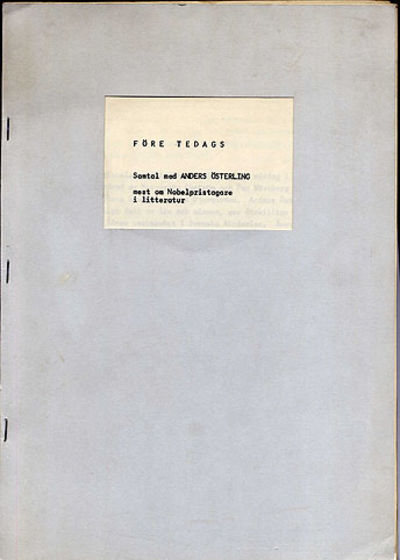 FÖRE TEDAGS
Samtal med ANDERS ÖSTERLING
mest om Nobelpristagare
i litteratur